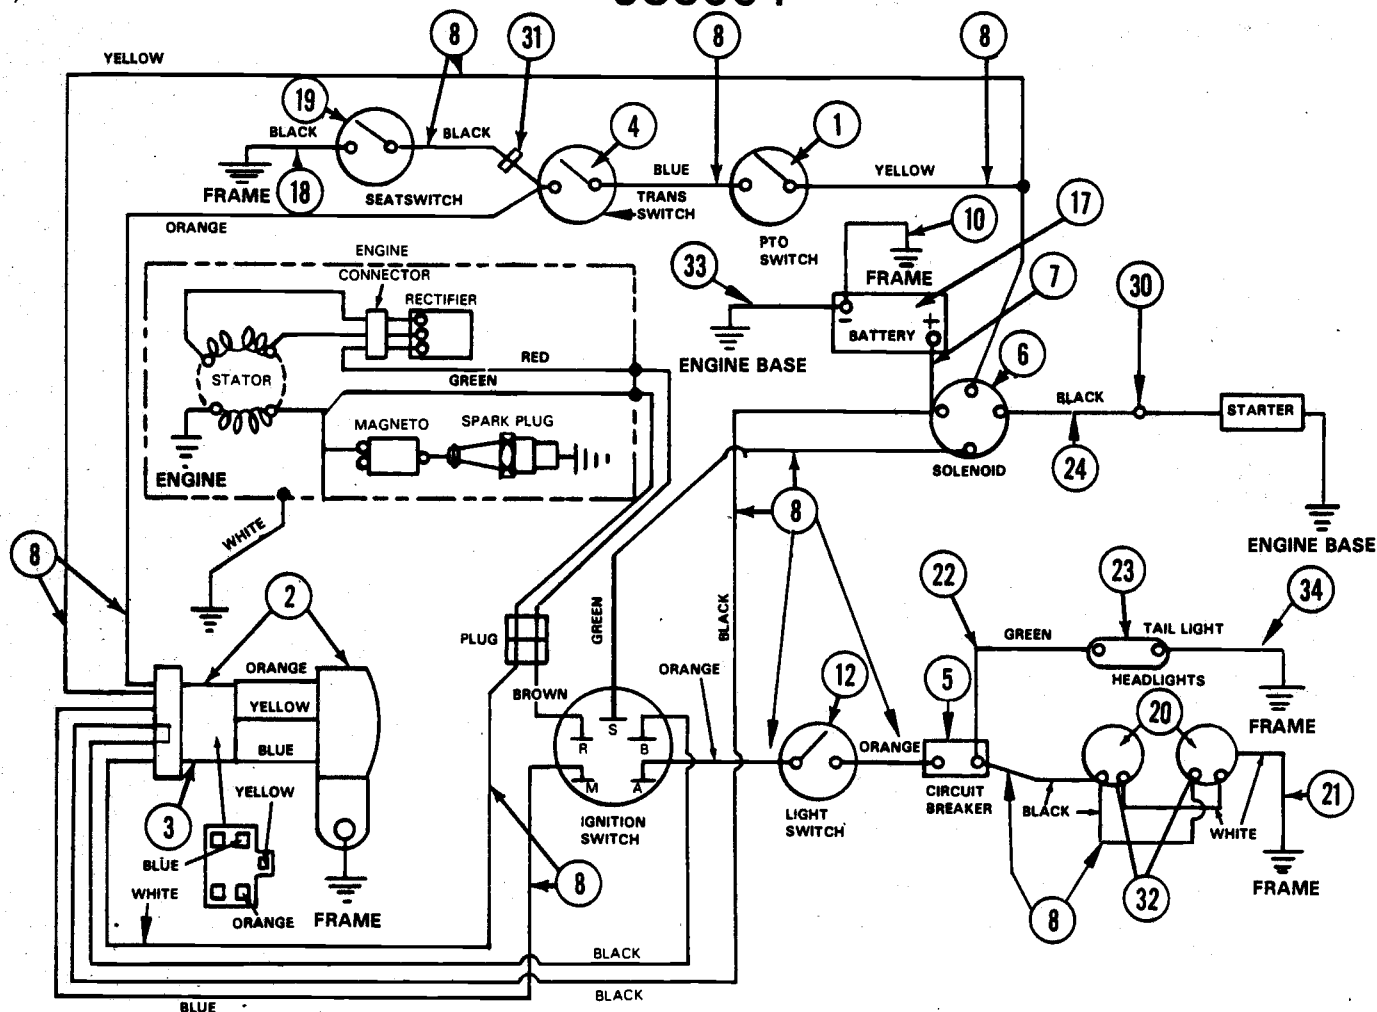 YELLOW
8
31
8
8
19
4
1
BLACK
BLACK
BLUE
YELLOW
FRAME
18
SEATSWITCH
TRANS
SWITCH
17
10
ORANGE
PTO
SWITCH
ENGINE
CONNECTOR
33
FRAME
7
30
RECTIFIER
-
+
BATTERY
6
RED
ENGINE BASE
STATOR
GREEN
BLACK
STARTER
MAGNETO
SPARK PLUG
SOLENOID
24
ENGINE
8
WHITE
ENGINE BASE
8
22
23
34
2
GREEN
BLACK
PLUG
GREEN
TAIL LIGHT
ORANGE
ORANGE
12
5
HEADLIGHTS
BROWN
YELLOW
S
20
FRAME
R
B
BLUE
ORANGE
M
A
YELLOW
CIRCUIT
BREAKER
21
3
IGNITION
SWITCH
LIGHT
SWITCH
BLACK
WHITE
BLUE
8
FRAME
WHITE
32
ORANGE
FRAME
8
BLACK
BLACK
BLUE